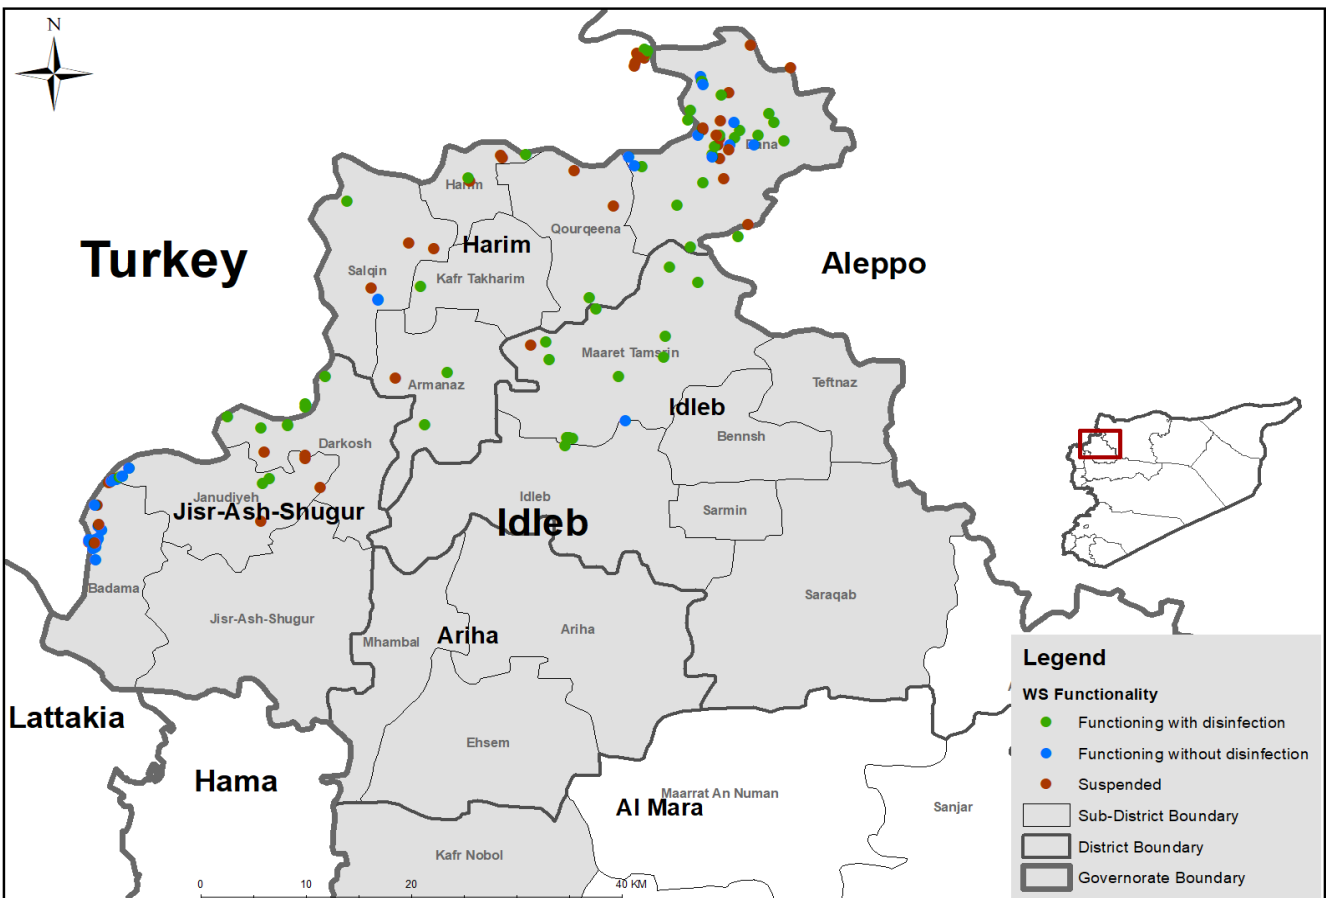 N
Dana
Harim
Qourqeena
Harim
Turkey
Aleppo
Salqin
Kafr Takharim
Maaret Tamsrin
Teftnaz
Armanaz
Idleb
Bennsh
Darkosh
Janudiyeh
Jisr-Ash-Shugur
Idleb
Idleb
Sarmin
Badama
Saraqab
Jisr-Ash-Shugur
Mhambal
Ariha
Ariha
Lattakia
Ehsem
Hama
Maarrat An Numan
Al Mara
Sanjar
Kafr Nobol
0 10 20 40 KM
Legend
WS Functionality
Functioning with disinfection
Functioning without disinfection
Suspended
Sub-District Boundary
District Boundary
Governorate Boundary